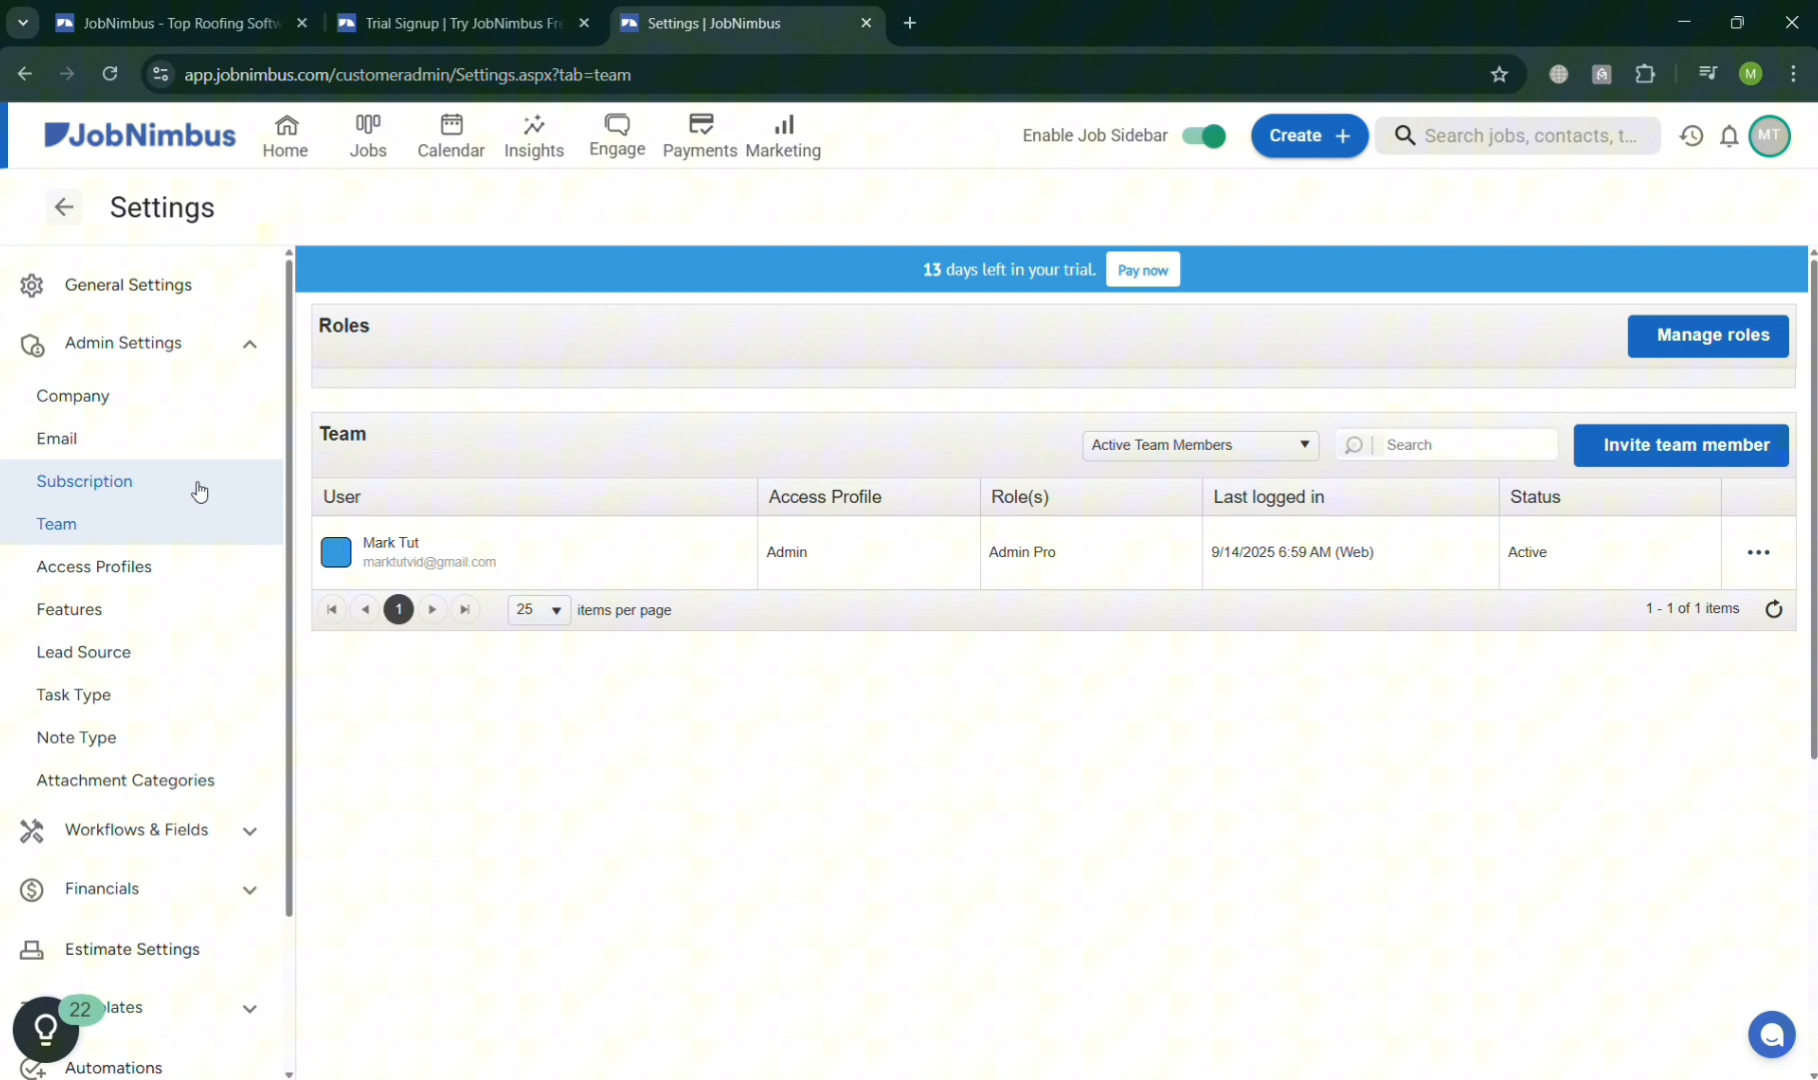 JobNimbus - Top Roofing Softw
Trial Signup | Try JobNimbus Fre
Settings | JobNimbus
app.jobnimbus.com/customeradmin/Settings.aspx?tab=team
M
JobNimbus
Home
Jobs
Calendar
Insights
Engage
Payments
Marketing
Enable Job Sidebar
Create +
Search jobs, contacts, t...
MT
Settings
General Settings
Admin Settings
Company
Email
Subscription
Team
Access Profiles
Features
Lead Source
Task Type
Note Type
Attachment Categories
Workflows & Fields
Financials
Estimate Settings
22
lates
Automations
13 days left in your trial.
Pay now
Roles
Manage roles
Team
Active Team Members
Search
Invite team member
User
Access Profile
Role(s)
Last logged in
Status
Mark Tut
marktutvid@gmail.com
Admin
Admin Pro
9/14/2025 6:59 AM (Web)
Active
1
25
items per page
1 - 1 of 1 items